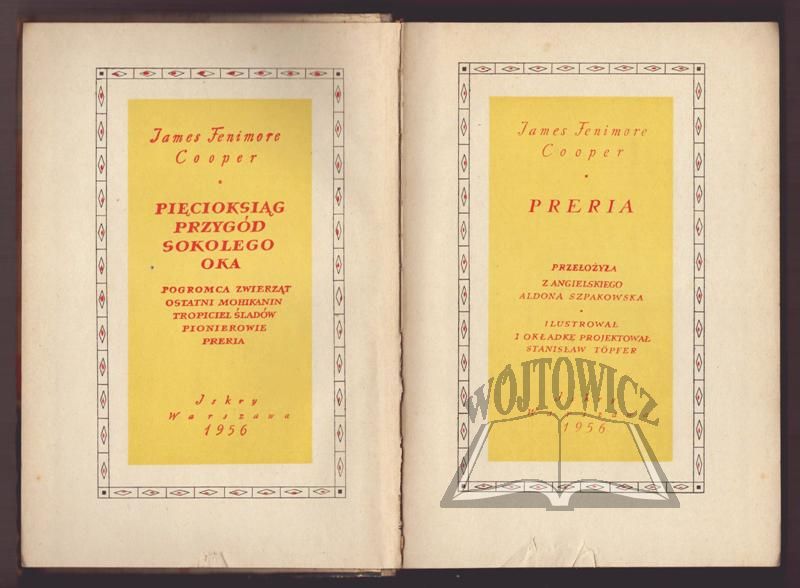 James Fenimore
Cooper
PIĘCIOKSIĄG
PRZYGÓD
SOKOLEGO
OKA
POGROMCA ZWIERZĄT
OSTATNI MOHIKANIN
TROPICIEL ŚLADÓW
PIONIEROWIE
PRERIA
Iskry
Warszawa
1956
James Fenimore
Cooper
PRERIA
PRZEŁOŻYŁA
Z ANGIELSKIEGO
ALDONA SZPAKOWSKA
ILUSTROWAŁ
I OKŁADKĘ PROJEKTOWAŁ
STANISŁAW TÖPFER
WÓJTOWICZ
1956